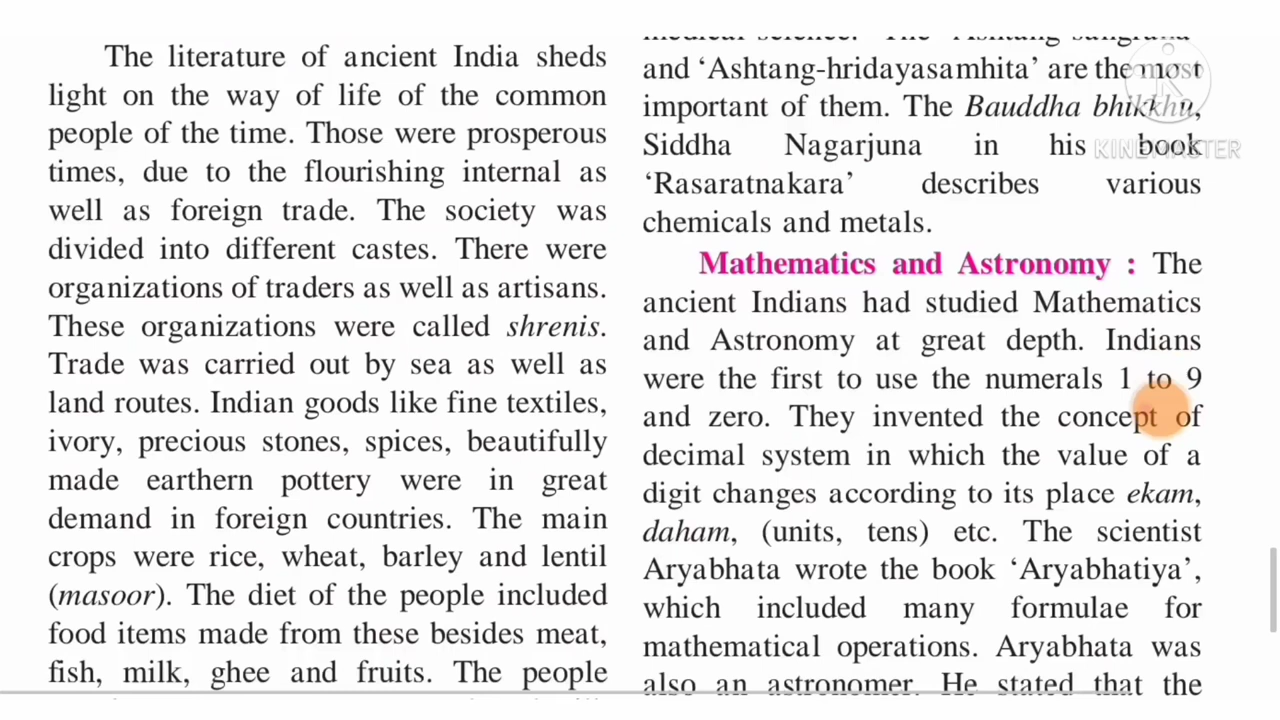 The literature of ancient India sheds
light on the way of life of the common
people of the time. Those were prosperous
times, due to the flourishing internal as
well as foreign trade. The society was
divided into different castes. There were
organizations of traders as well as artisans.
These organizations were called shrenis.
Trade was carried out by sea as well as
land routes. Indian goods like fine textiles,
ivory, precious stones, spices, beautifully
made earthern pottery were in great
demand in foreign countries. The main
crops were rice, wheat, barley and lentil
(masoor). The diet of the people included
food items made from these besides meat,
fish, milk, ghee and fruits. The people
medical science. The 'Ashtang-sangraha'
and ‘Ashtang-hridayasamhita’ are the most
important of them. The Bauddha bhikkhu,
Siddha Nagarjuna in his book
‘Rasaratnakara’ describes various
chemicals and metals.
Mathematics and Astronomy : The
ancient Indians had studied Mathematics
and Astronomy at great depth. Indians
were the first to use the numerals 1 to 9
and zero. They invented the concept of
decimal system in which the value of a
digit changes according to its place ekam,
daham, (units, tens) etc. The scientist
Aryabhata wrote the book ‘Aryabhatiya’,
which included many formulae for
mathematical operations. Aryabhata was
also an astronomer. He stated that the
KINEMASTER